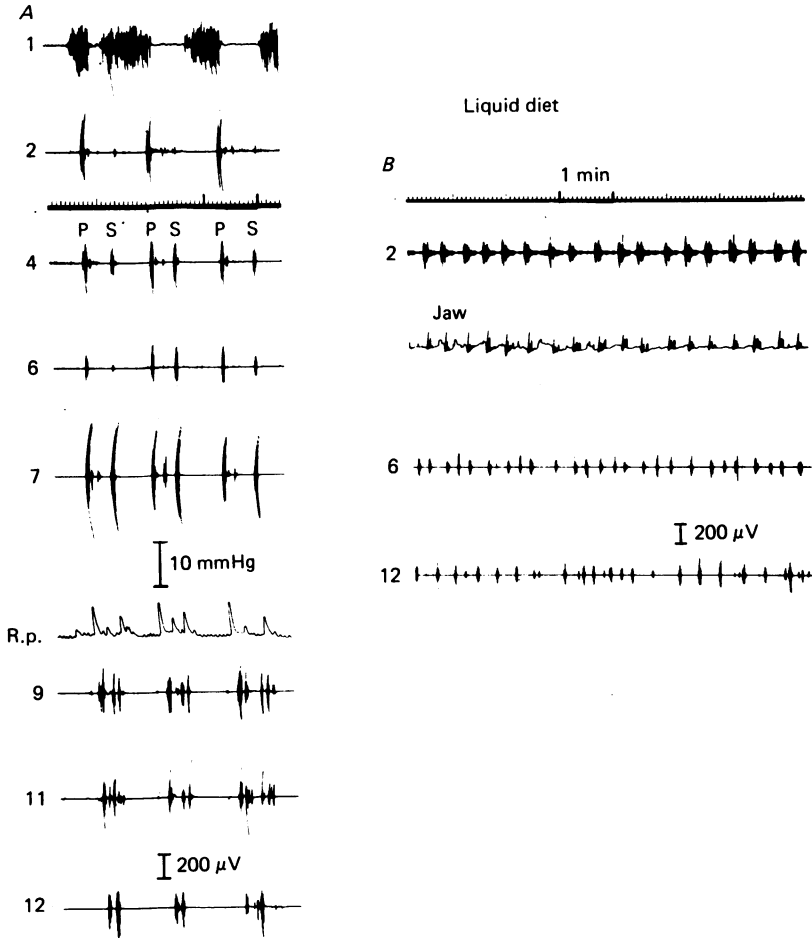 A
1
2
P S P S P S
4
6
7
10 mmHg
R.p.
9
11
200 µV
12
Liquid diet
B
1 min
2
Jaw
6
200 µV
12